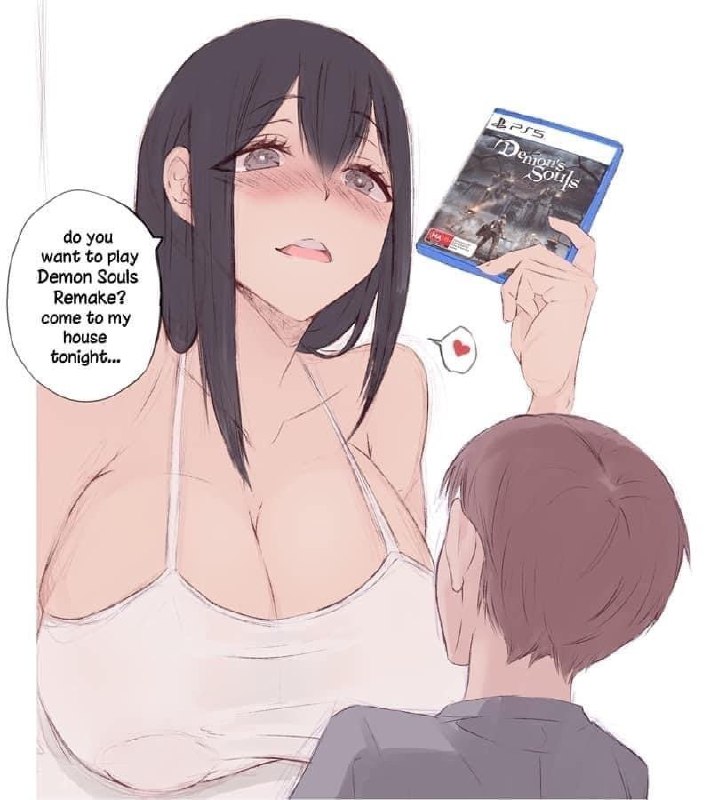 do you
want to play
Demon Souls
Remake?
come to my
house
tonight...
PS5
Demon's
Souls